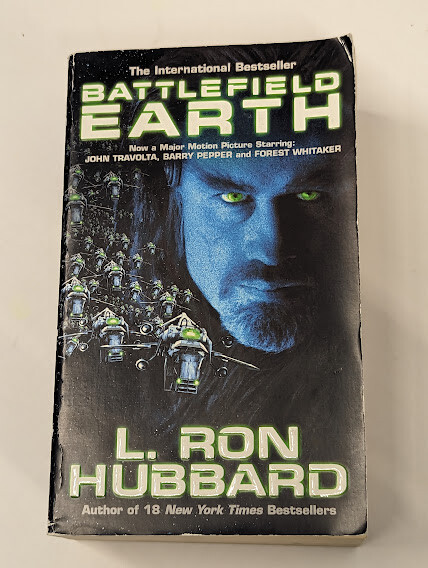 The International Bestseller
BATTLEFIELD
EARTH
Now a Major Motion Picture Starring:
JOHN TRAVOLTA, BARRY PEPPER and FOREST WHITAKER
L. RON
HUBBARD
Author of 18 New York Times Bestsellers